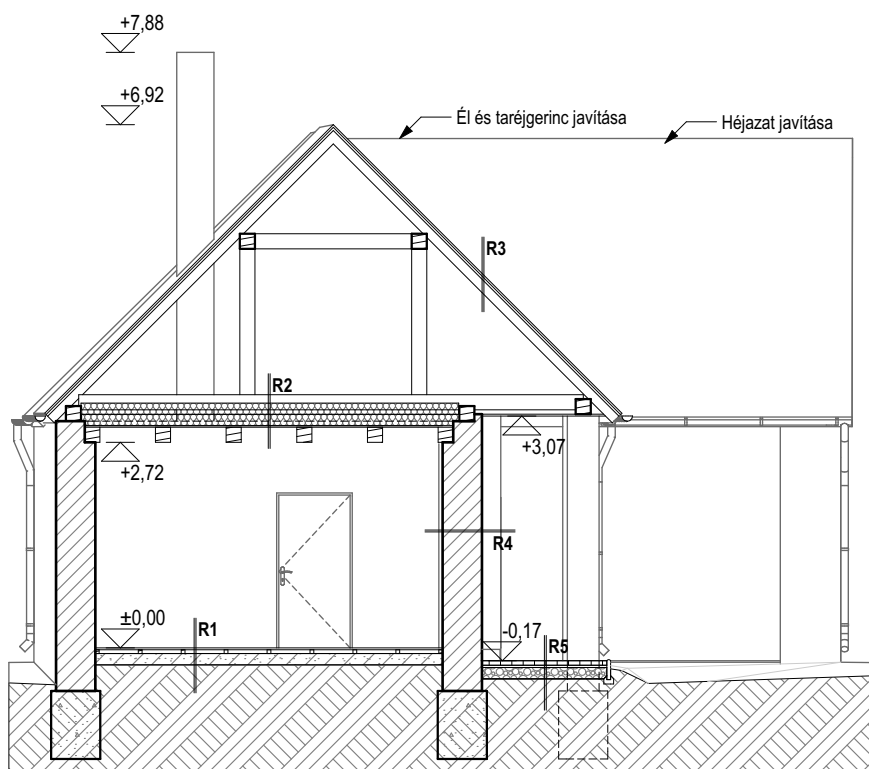 +7,88
+6,92
Él és taréjgerinc javítása
Héjazat javítása
R3
R2
+3,07
+2,72
R4
±0,00
R1
-0,17
R5